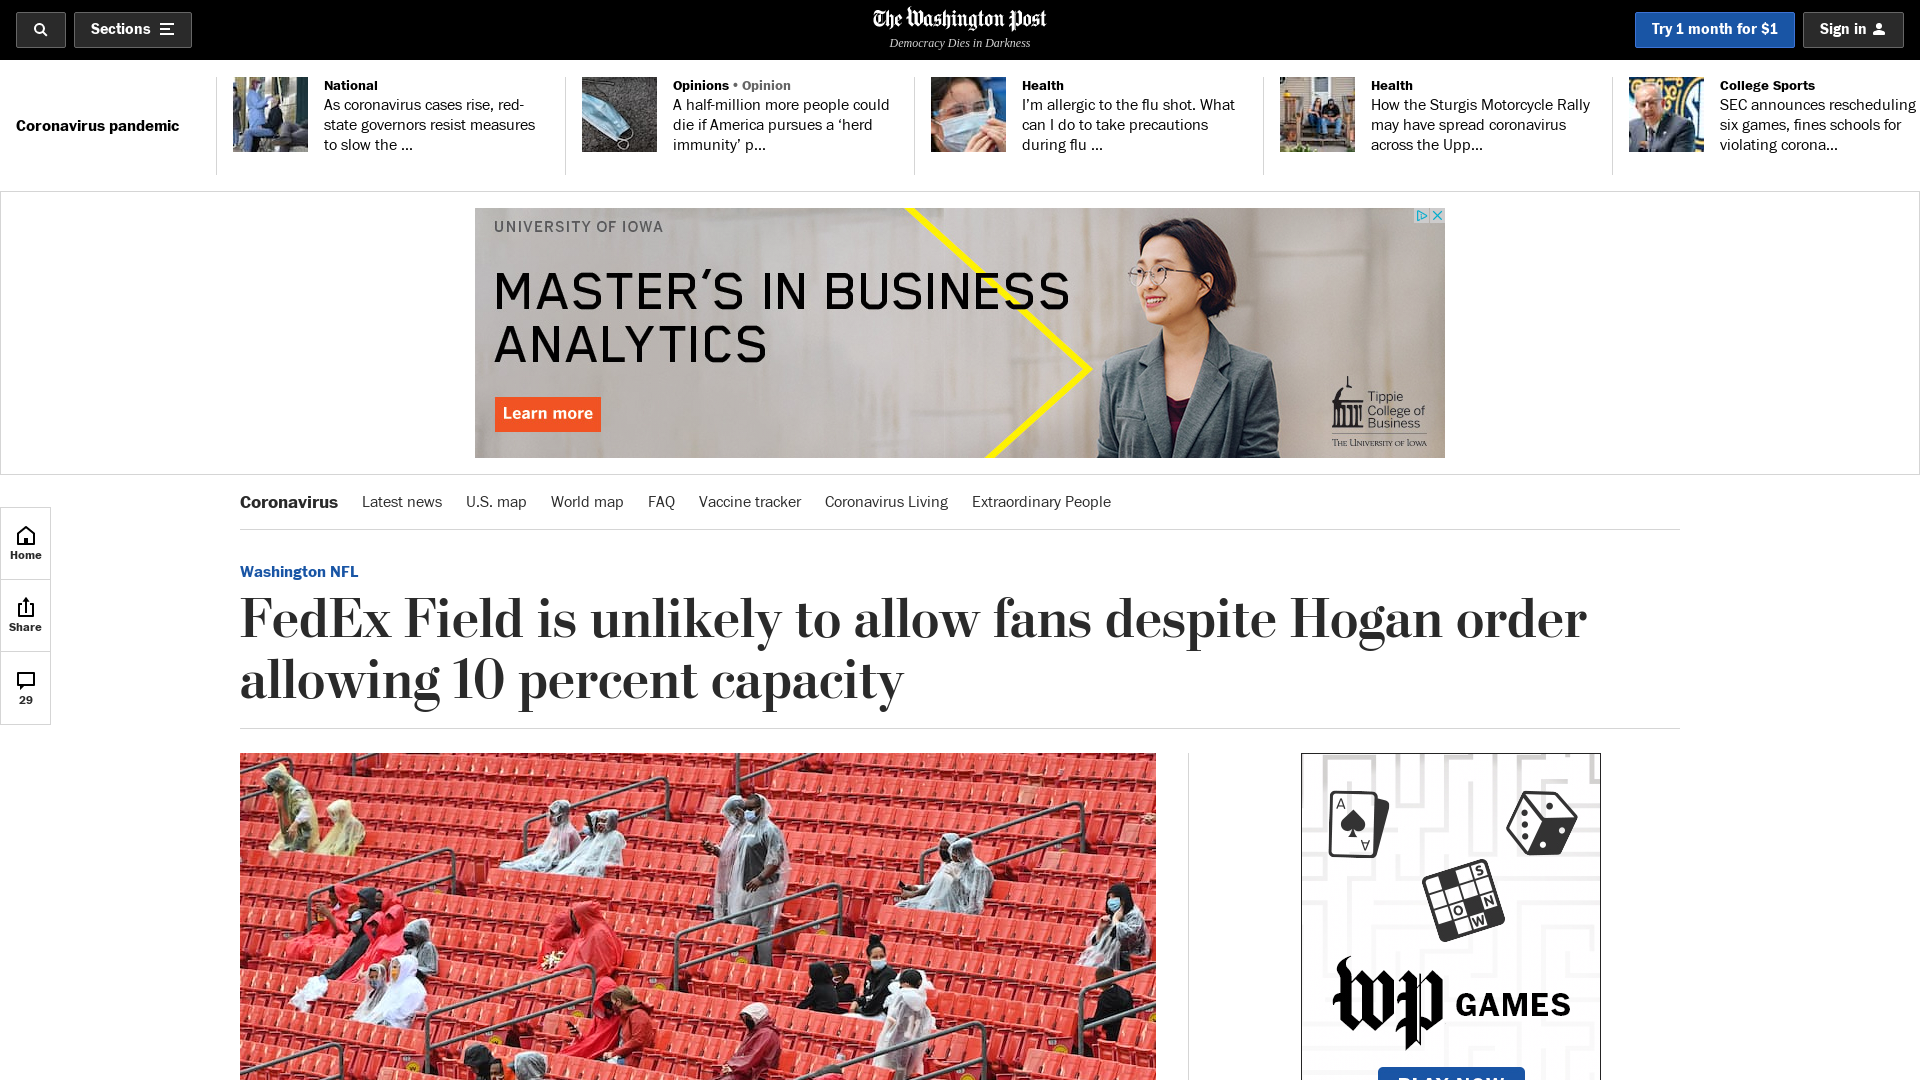 Sections
The Washington Post
Democracy Dies in Darkness
Try 1 month for $1
Sign in
Coronavirus pandemic
National
As coronavirus cases rise, red-
state governors resist measures
to slow the ...
Opinions • Opinion
A half-million more people could
die if America pursues a ‘herd
immunity’ p...
Health
I’m allergic to the flu shot. What
can I do to take precautions
during flu ...
Health
How the Sturgis Motorcycle Rally
may have spread coronavirus
across the Upp...
College Sports
SEC announces rescheduling
six games, fines schools for
violating corona...
UNIVERSITY OF IOWA
MASTER’S IN BUSINESS
ANALYTICS
Learn more
Tippie
College of
Business
THE UNIVERSITY OF IOWA
Coronavirus
Latest news
U.S. map
World map
FAQ
Vaccine tracker
Coronavirus Living
Extraordinary People
Home
Share
29
Washington NFL
FedEx Field is unlikely to allow fans despite Hogan order
allowing 10 percent capacity
A
A
S
O N
W
wp GAMES
PLAY NOW